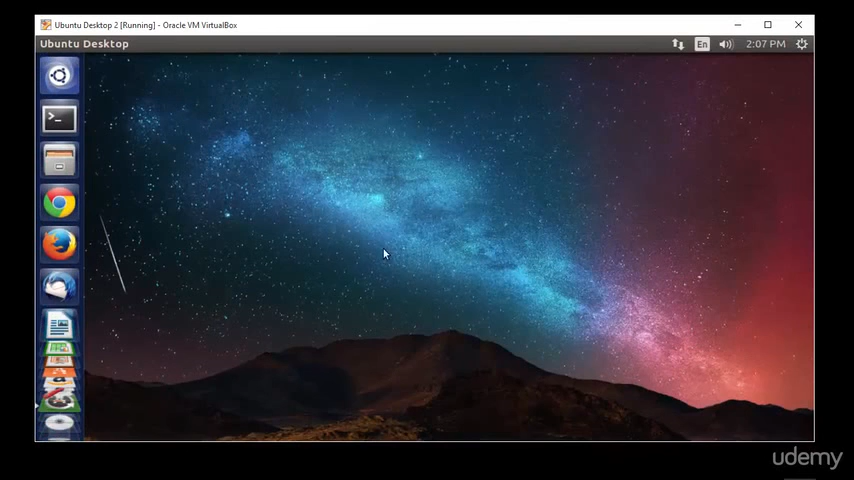 Ubuntu Desktop 2 [Running] - Oracle VM VirtualBox
Ubuntu Desktop
En
2:07 PM
>_
udemy